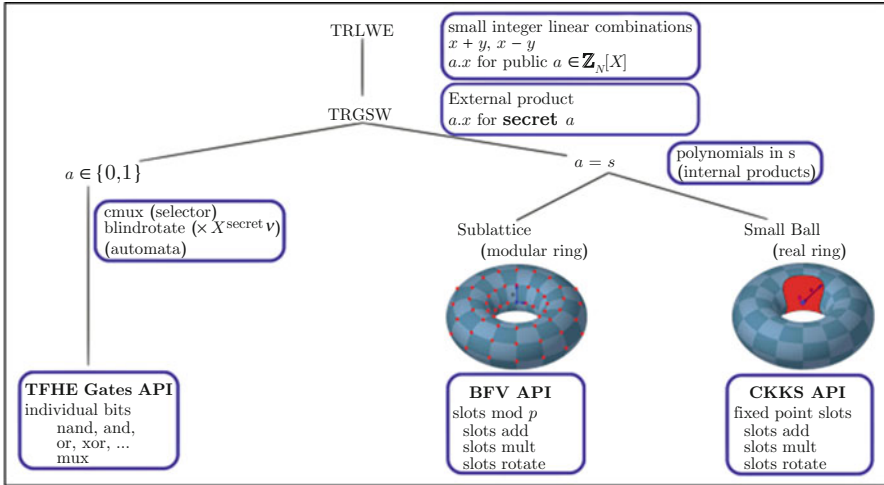 TRLWE
small integer linear combinations
x + y, x − y
a.x for public a ∈ ℤ_N[X]
TRGSW
External product
a.x for secret a
a ∈ {0,1}
a = s
polynomials in s
(internal products)
cmux (selector)
blindrotate (× X^secret ν)
(automata)
Sublattice
(modular ring)
Small Ball
(real ring)
TFHE Gates API
individual bits
nand, and,
or, xor, ...
mux
BFV API
slots mod p
slots add
slots mult
slots rotate
CKKS API
fixed point slots
slots add
slots mult
slots rotate